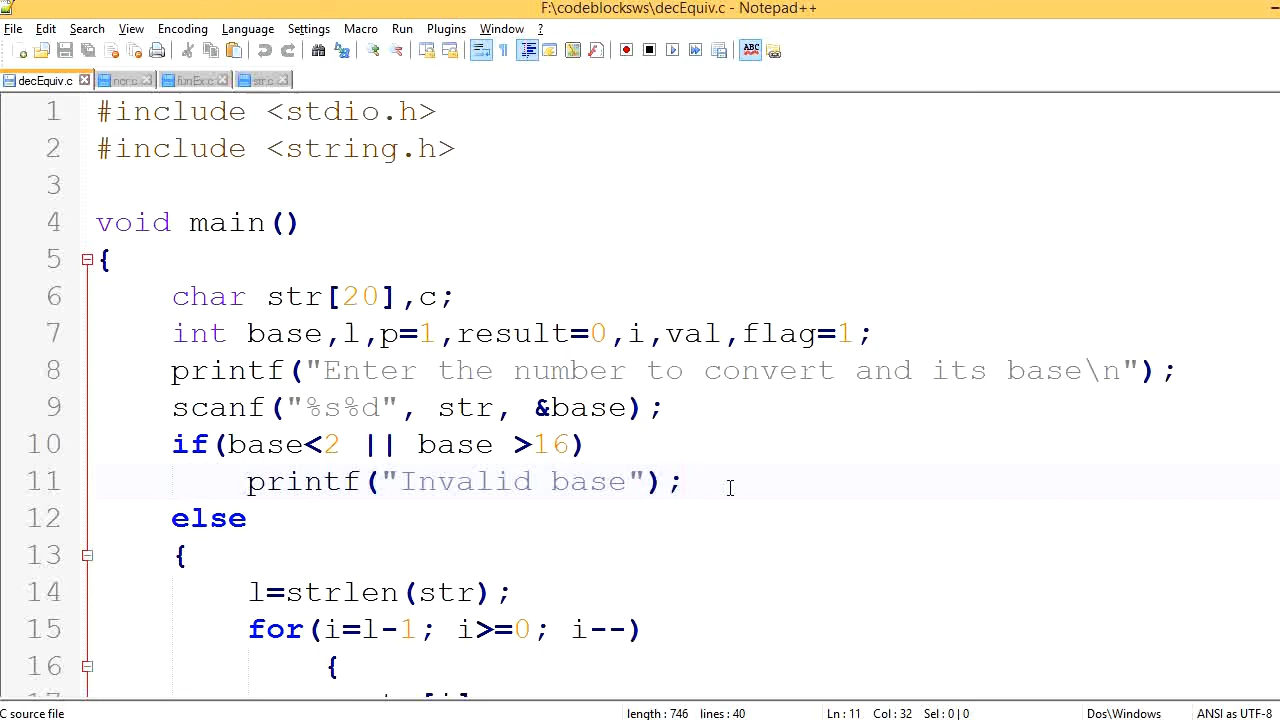 F:\codeblocksws\decEquiv.c - Notepad++
File Edit Search View Encoding Language Settings Macro Run Plugins Window ?
ABC
decEquiv.c ncr.c funEx.c str.c
1 #include <stdio.h>
2 #include <string.h>
3
4 void main()
5 {
6 char str[20],c;
7 int base,l,p=1,result=0,i,val,flag=1;
8 printf("Enter the number to convert and its base\n");
9 scanf("%s%d", str, &base);
10 if(base<2 || base >16)
11 printf("Invalid base");
12 else
13 {
14 l=strlen(str);
15 for(i=l-1; i>=0; i--)
16 {
C source file length : 746 lines : 40 Ln : 11 Col : 32 Sel : 0 | 0 Dos\Windows ANSI as UTF-8